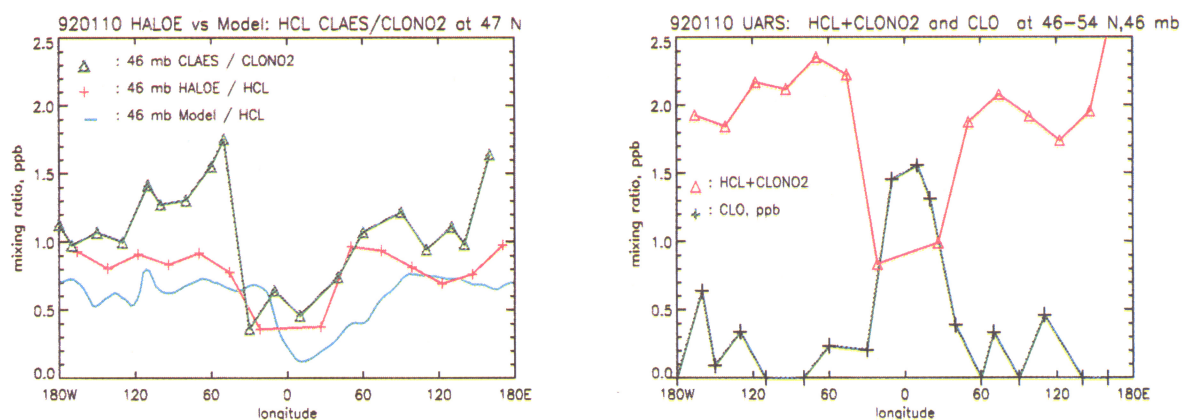 920110 HALOE vs Model: HCL CLAES/CLONO2 at 47 N
2.5
2.0
1.5
1.0
0.5
0.0
mixing ratio, ppb
: 46 mb CLAES / CLONO2
: 46 mb HALOE / HCL
: 46 mb Model / HCL
180W
120
60
0
60
120
180E
longitude
920110 UARS: HCL+CLONO2 and CLO at 46-54 N,46 mb
2.5
2.0
1.5
1.0
0.5
0.0
mixing ratio, ppb
: HCL+CLONO2
: CLO, ppb
180W
120
60
0
60
120
180E
longitude